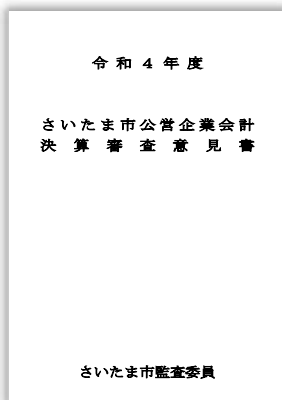 令和４年度
さいたま市公営企業会計
決算審査意見書
さいたま市監査委員